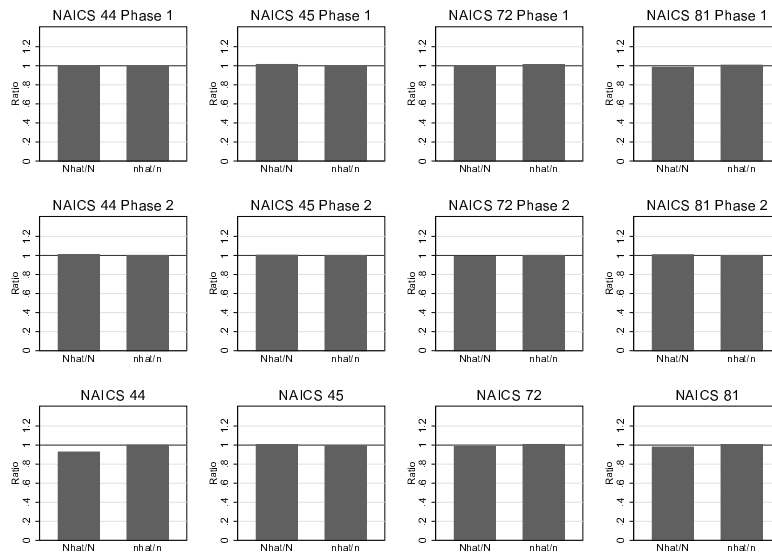 NAICS 44 Phase 1
NAICS 45 Phase 1
NAICS 72 Phase 1
NAICS 81 Phase 1
Ratio
0 .2 .4 .6 .8 1 1.2
Nhat/N nhat/n
Ratio
0 .2 .4 .6 .8 1 1.2
Nhat/N nhat/n
Ratio
0 .2 .4 .6 .8 1 1.2
Nhat/N nhat/n
Ratio
0 .2 .4 .6 .8 1 1.2
Nhat/N nhat/n
NAICS 44 Phase 2
NAICS 45 Phase 2
NAICS 72 Phase 2
NAICS 81 Phase 2
Ratio
0 .2 .4 .6 .8 1 1.2
Nhat/N nhat/n
Ratio
0 .2 .4 .6 .8 1 1.2
Nhat/N nhat/n
Ratio
0 .2 .4 .6 .8 1 1.2
Nhat/N nhat/n
Ratio
0 .2 .4 .6 .8 1 1.2
Nhat/N nhat/n
NAICS 44
NAICS 45
NAICS 72
NAICS 81
Ratio
0 .2 .4 .6 .8 1 1.2
Nhat/N nhat/n
Ratio
0 .2 .4 .6 .8 1 1.2
Nhat/N nhat/n
Ratio
0 .2 .4 .6 .8 1 1.2
Nhat/N nhat/n
Ratio
0 .2 .4 .6 .8 1 1.2
Nhat/N nhat/n